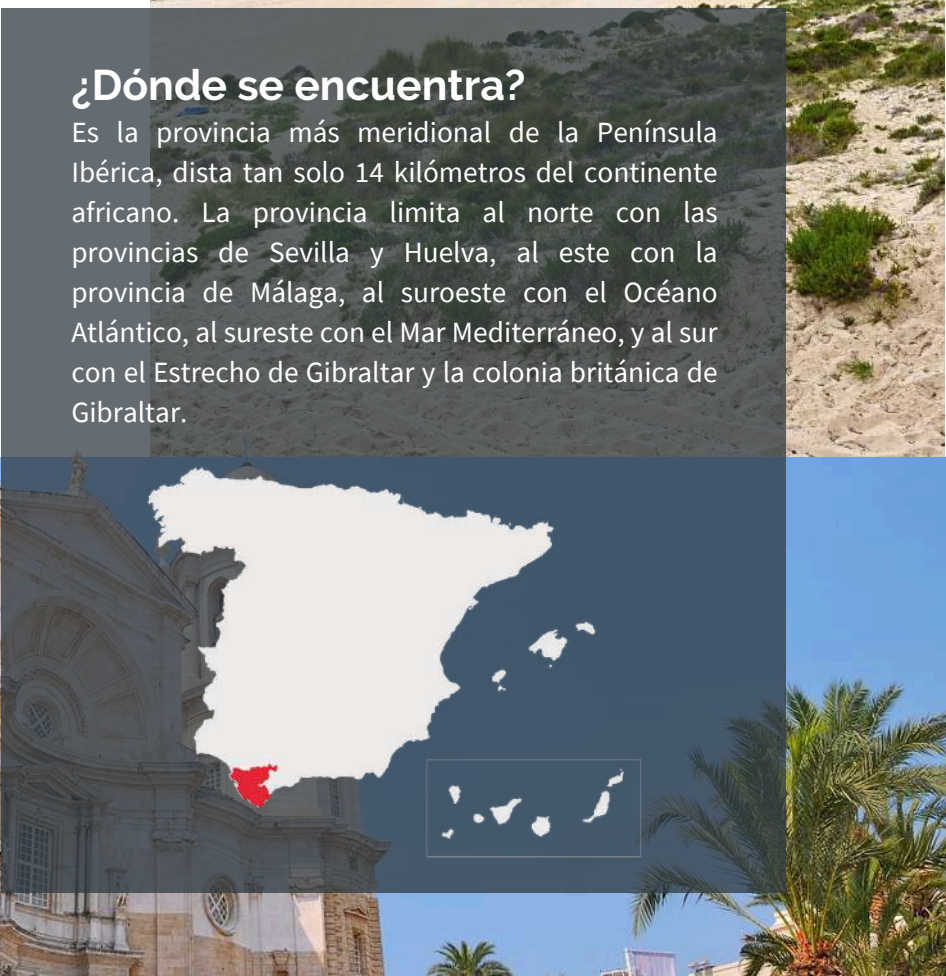 ¿Dónde se encuentra?
Es la provincia más meridional de la Península
Ibérica, dista tan solo 14 kilómetros del continente
africano. La provincia limita al norte con las
provincias de Sevilla y Huelva, al este con la
provincia de Málaga, al suroeste con el Océano
Atlántico, al sureste con el Mar Mediterráneo, y al sur
con el Estrecho de Gibraltar y la colonia británica de
Gibraltar.